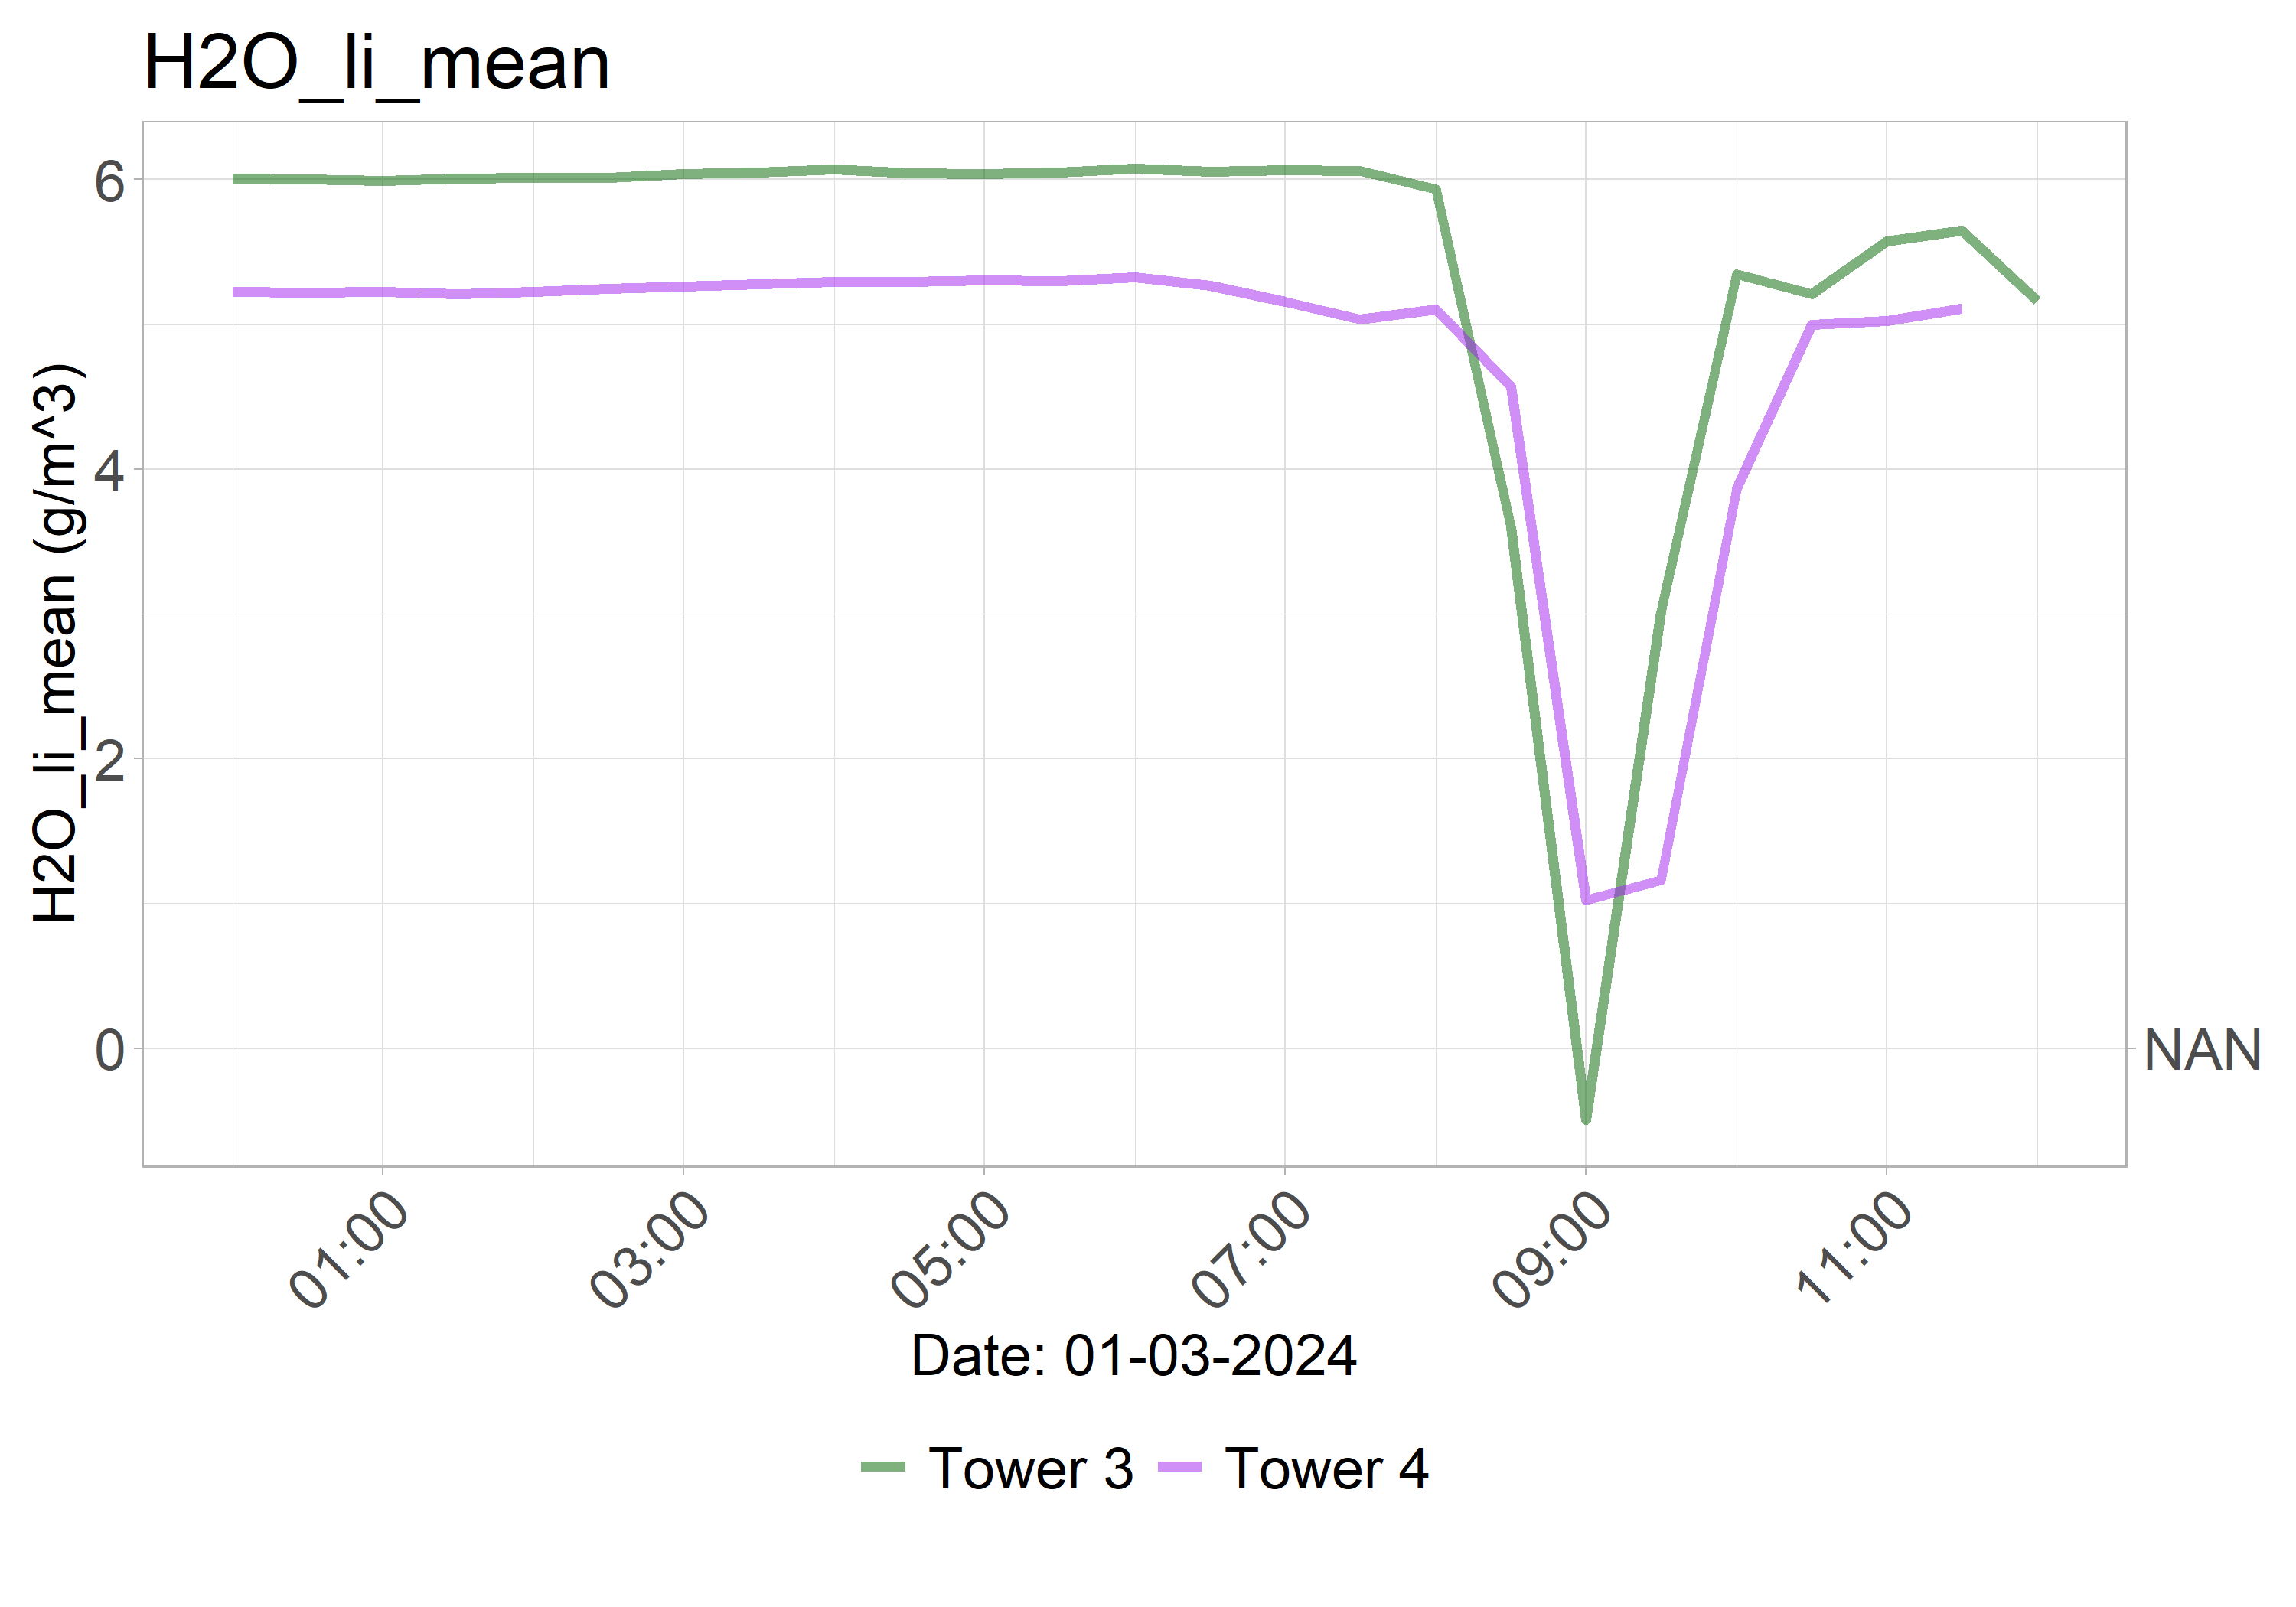 H2O_li_mean
H2O_li_mean (g/m^3)
6
4
2
0
NAN
01:00
03:00
05:00
07:00
09:00
11:00
Date: 01-03-2024
Tower 3
Tower 4